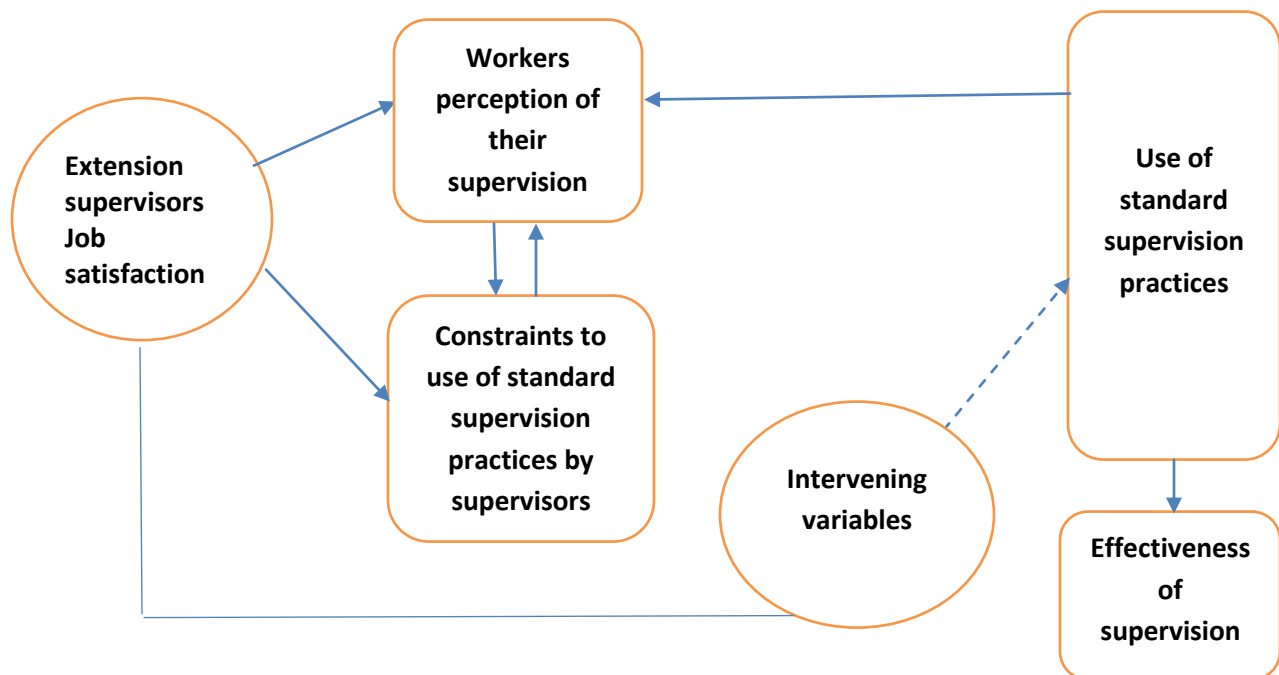 Workers
perception of
their
supervision
Extension
supervisors
Job
satisfaction
Use of
standard
supervision
practices
Constraints to
use of standard
supervision
practices by
supervisors
Intervening
variables
Effectiveness
of
supervision